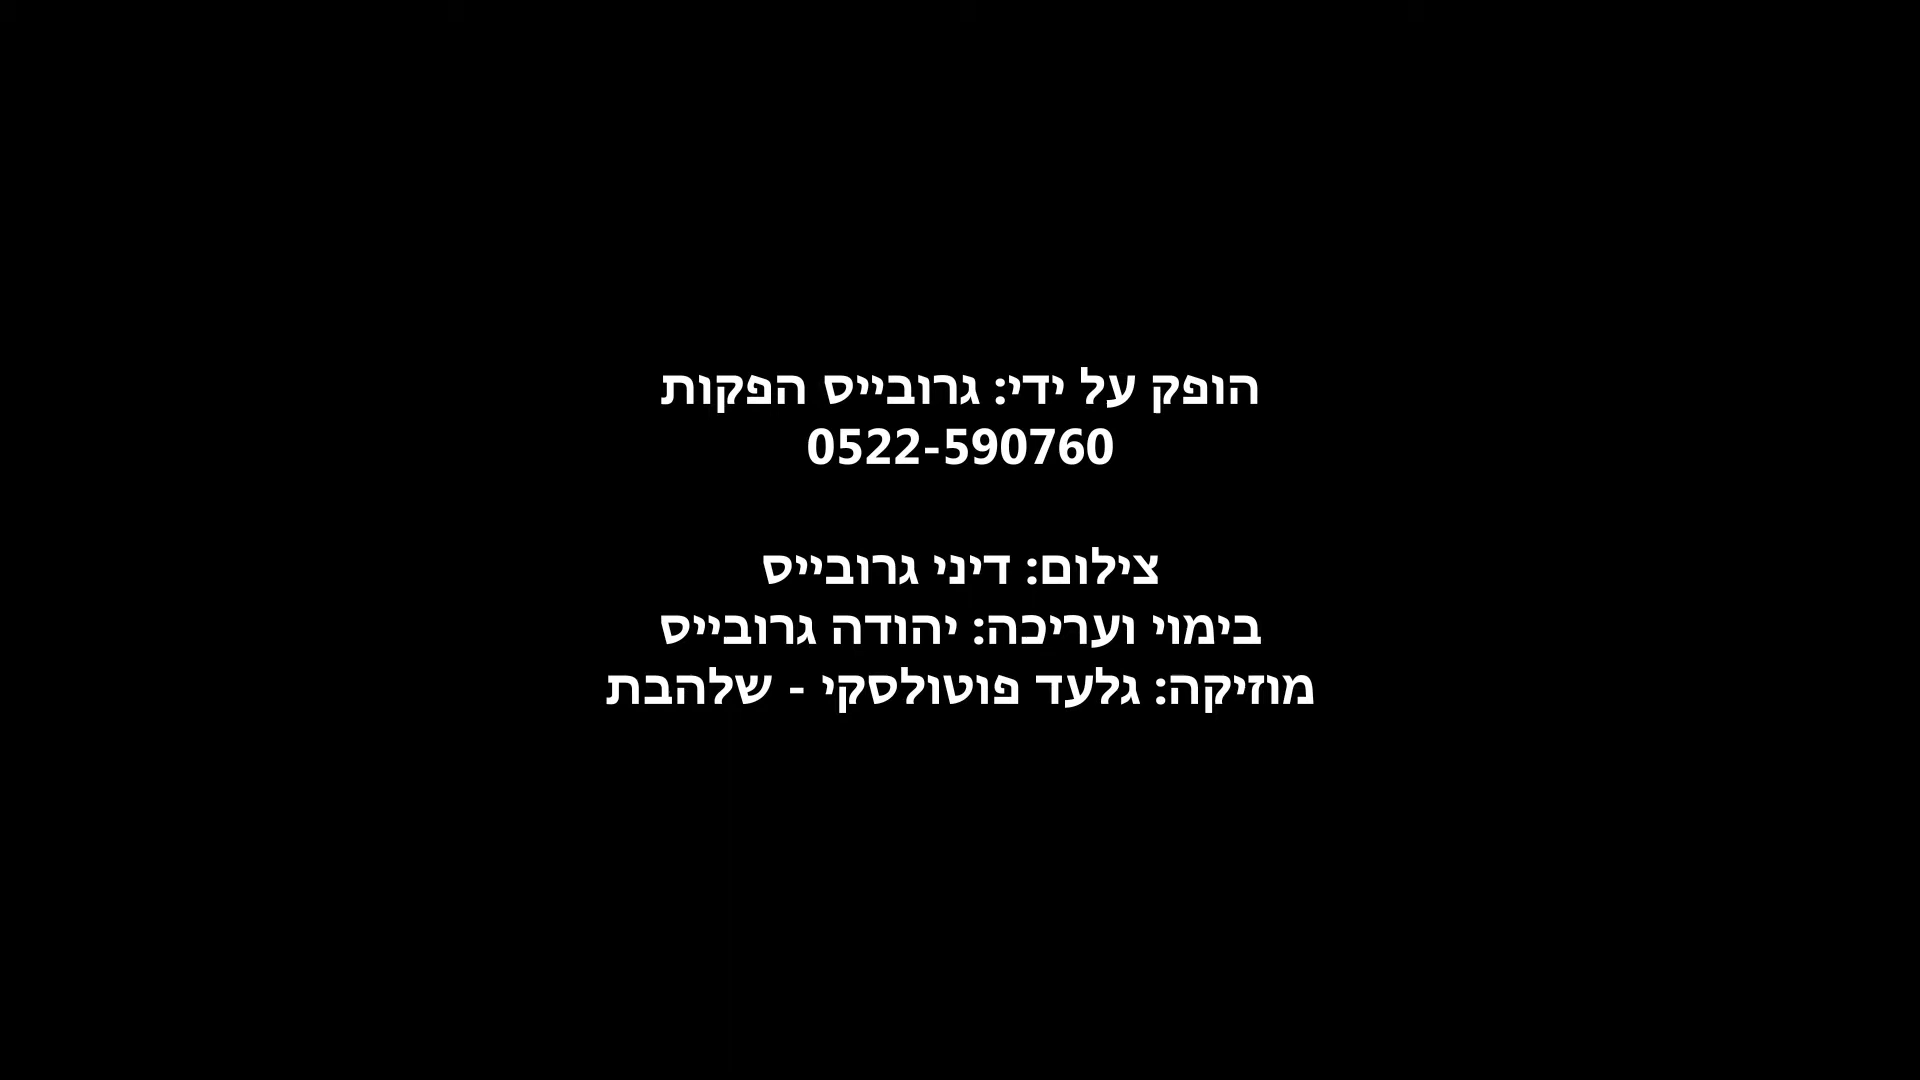 הופק על ידי: גרובייס הפקות
0522-590760
צילום: דיני גרובייס
בימוי ועריכה: יהודה גרובייס
מוזיקה: גלעד פוטולסקי - שלהבת